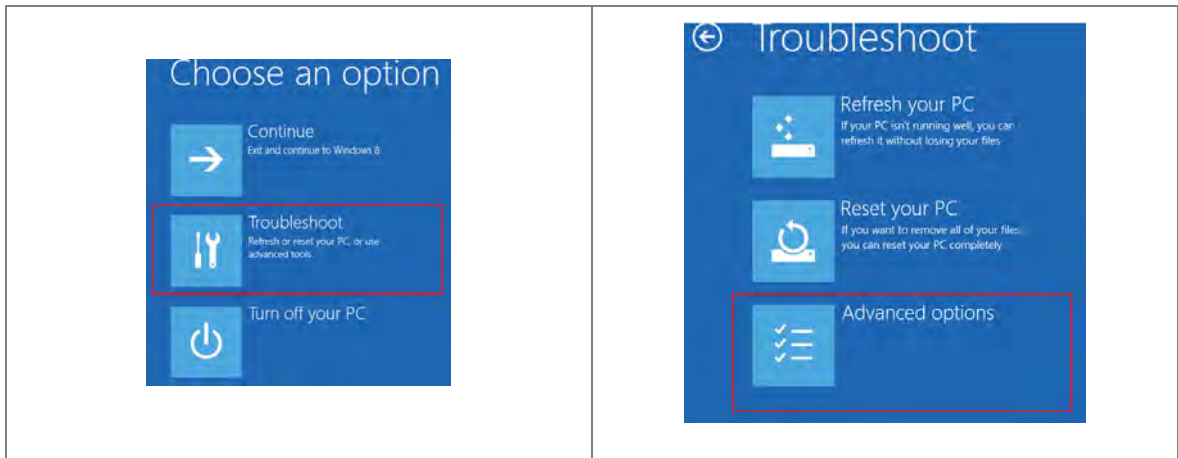 Choose an option
Continue
Exit and continue to Windows 8
Troubleshoot
Refresh or reset your PC, or use
advanced tools
Turn off your PC
Troubleshoot
Refresh your PC
If your PC isn't running well, you can
refresh it without losing your files
Reset your PC
If you want to remove all of your files
you can reset your PC completely
Advanced options